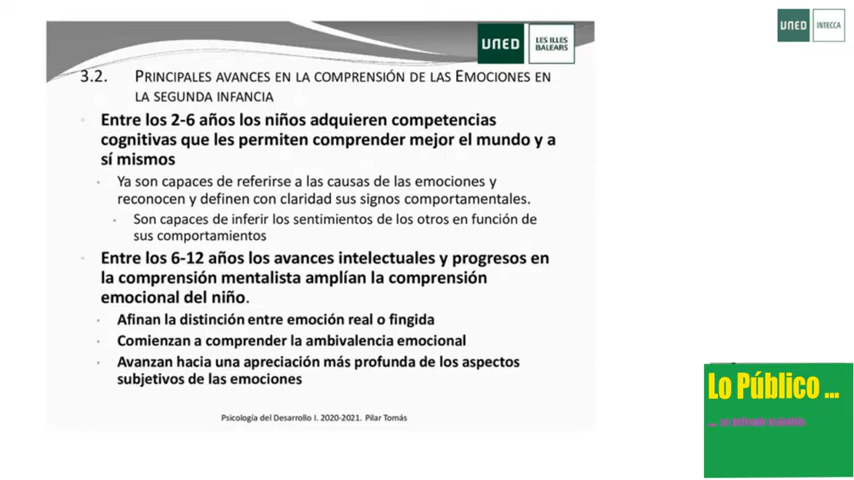 UNED
LES ILLES
BALEARS
UNED
INTECCA
3.2. PRINCIPALES AVANCES EN LA COMPRENSIÓN DE LAS EMOCIONES EN
LA SEGUNDA INFANCIA
Entre los 2-6 años los niños adquieren competencias
cognitivas que les permiten comprender mejor el mundo y a
sí mismos
Ya son capaces de referirse a las causas de las emociones y
reconocen y definen con claridad sus signos comportamentales.
Son capaces de inferir los sentimientos de los otros en función de
sus comportamientos
Entre los 6-12 años los avances intelectuales y progresos en
la comprensión mentalista amplían la comprensión
emocional del niño.
Afinan la distinción entre emoción real o fingida
Comienzan a comprender la ambivalencia emocional
Avanzan hacia una apreciación más profunda de los aspectos
subjetivos de las emociones
Psicología del Desarrollo I. 2020-2021. Pilar Tomás
Lo Público ...